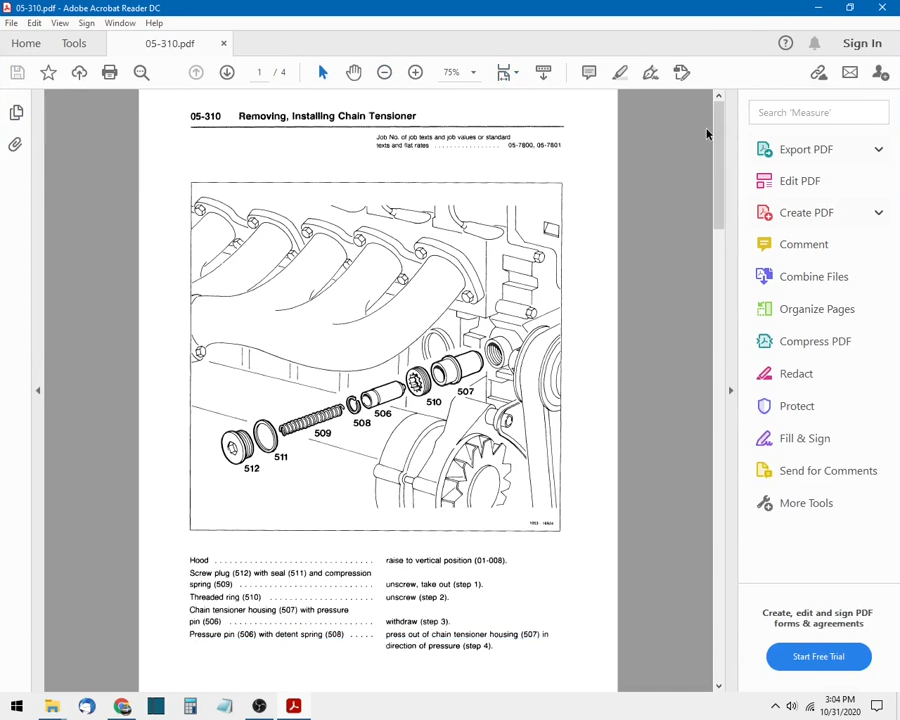 05-310.pdf - Adobe Acrobat Reader DC
File Edit View Sign Window Help
Home Tools 05-310.pdf × Sign In
1 / 4 75%
Search 'Measure'
Export PDF
Edit PDF
Create PDF
Comment
Combine Files
Organize Pages
Compress PDF
Redact
Protect
Fill & Sign
Send for Comments
More Tools
Create, edit and sign PDF
forms & agreements
Start Free Trial
05-310 Removing, Installing Chain Tensioner
Job No. of job texts and job values or standard
texts and flat rates . . . . . . . . . . . . . . . . 05-7800, 05-7801
507
510
506
508
509
511
512
Hood . . . . . . . . . . . . . . . . . . . . . . . . . . . . . . raise to vertical position (01-008).
Screw plug (512) with seal (511) and compression
spring (509) . . . . . . . . . . . . . . . . . . . . . . . . . unscrew, take out (step 1).
Threaded ring (510) . . . . . . . . . . . . . . . . . . . . unscrew (step 2).
Chain tensioner housing (507) with pressure
pin (506) . . . . . . . . . . . . . . . . . . . . . . . . . . . withdraw (step 3).
Pressure pin (506) with detent spring (508) . . . . . press out of chain tensioner housing (507) in
direction of pressure (step 4).
3:04 PM
10/31/2020